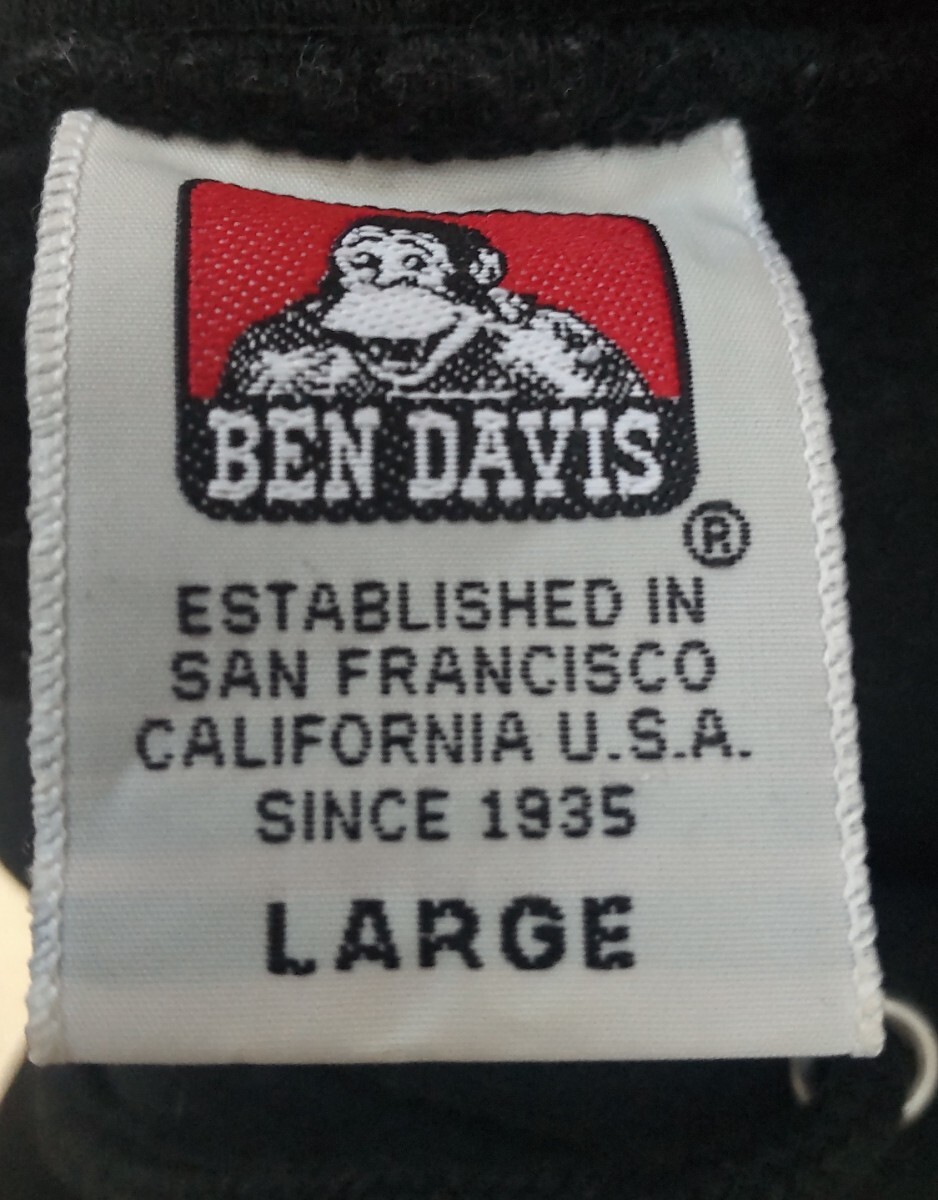 BEN DAVIS
®
ESTABLISHED IN
SAN FRANCISCO
CALIFORNIA U.S.A.
SINCE 1935
LARGE